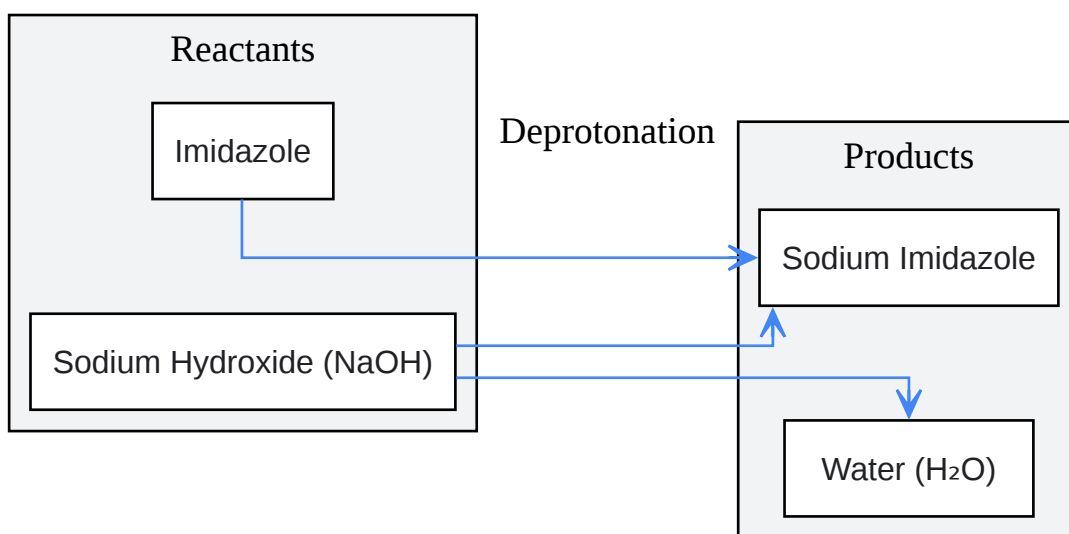 Reactants
Imidazole
Deprotonation
Products
Sodium Imidazole
Sodium Hydroxide (NaOH)
Water (H₂O)